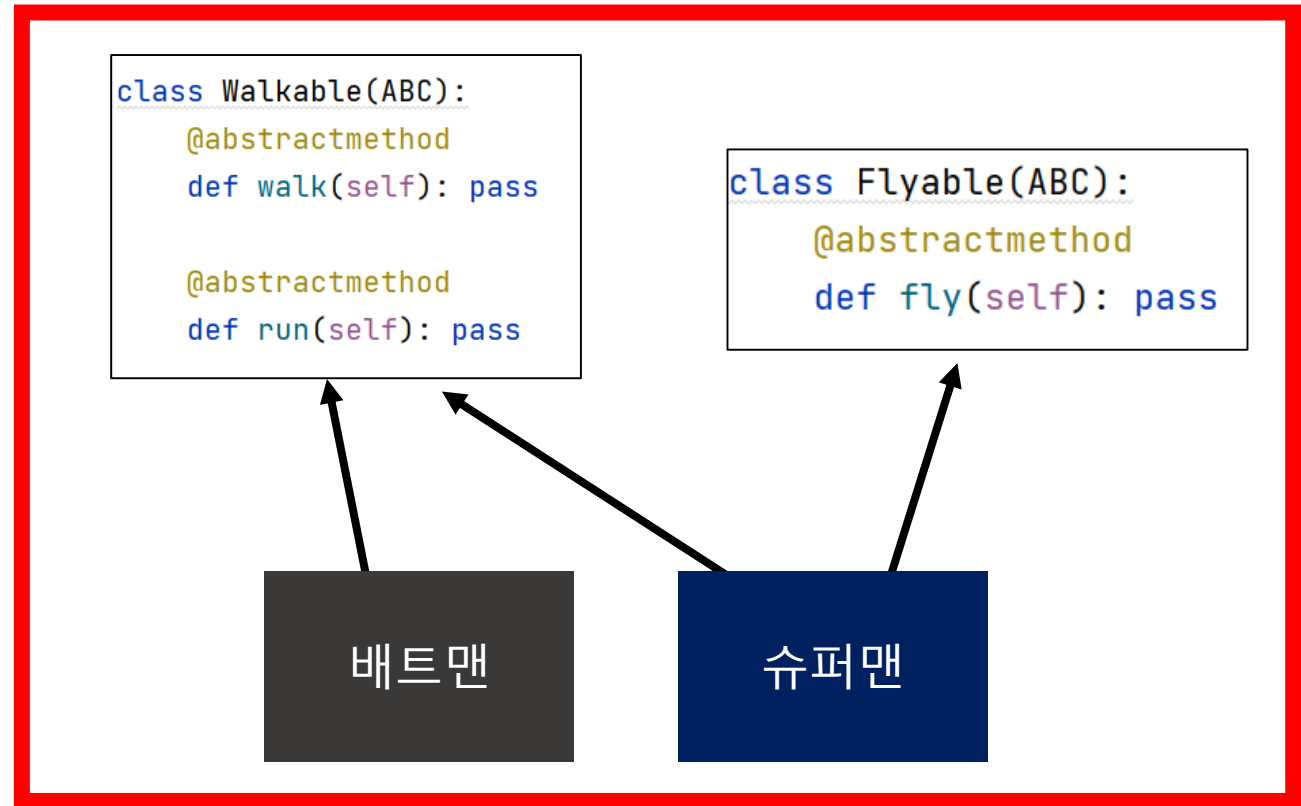 class Walkable(ABC):
    @abstractmethod
    def walk(self): pass

    @abstractmethod
    def run(self): pass
class Flyable(ABC):
    @abstractmethod
    def fly(self): pass
배트맨
슈퍼맨